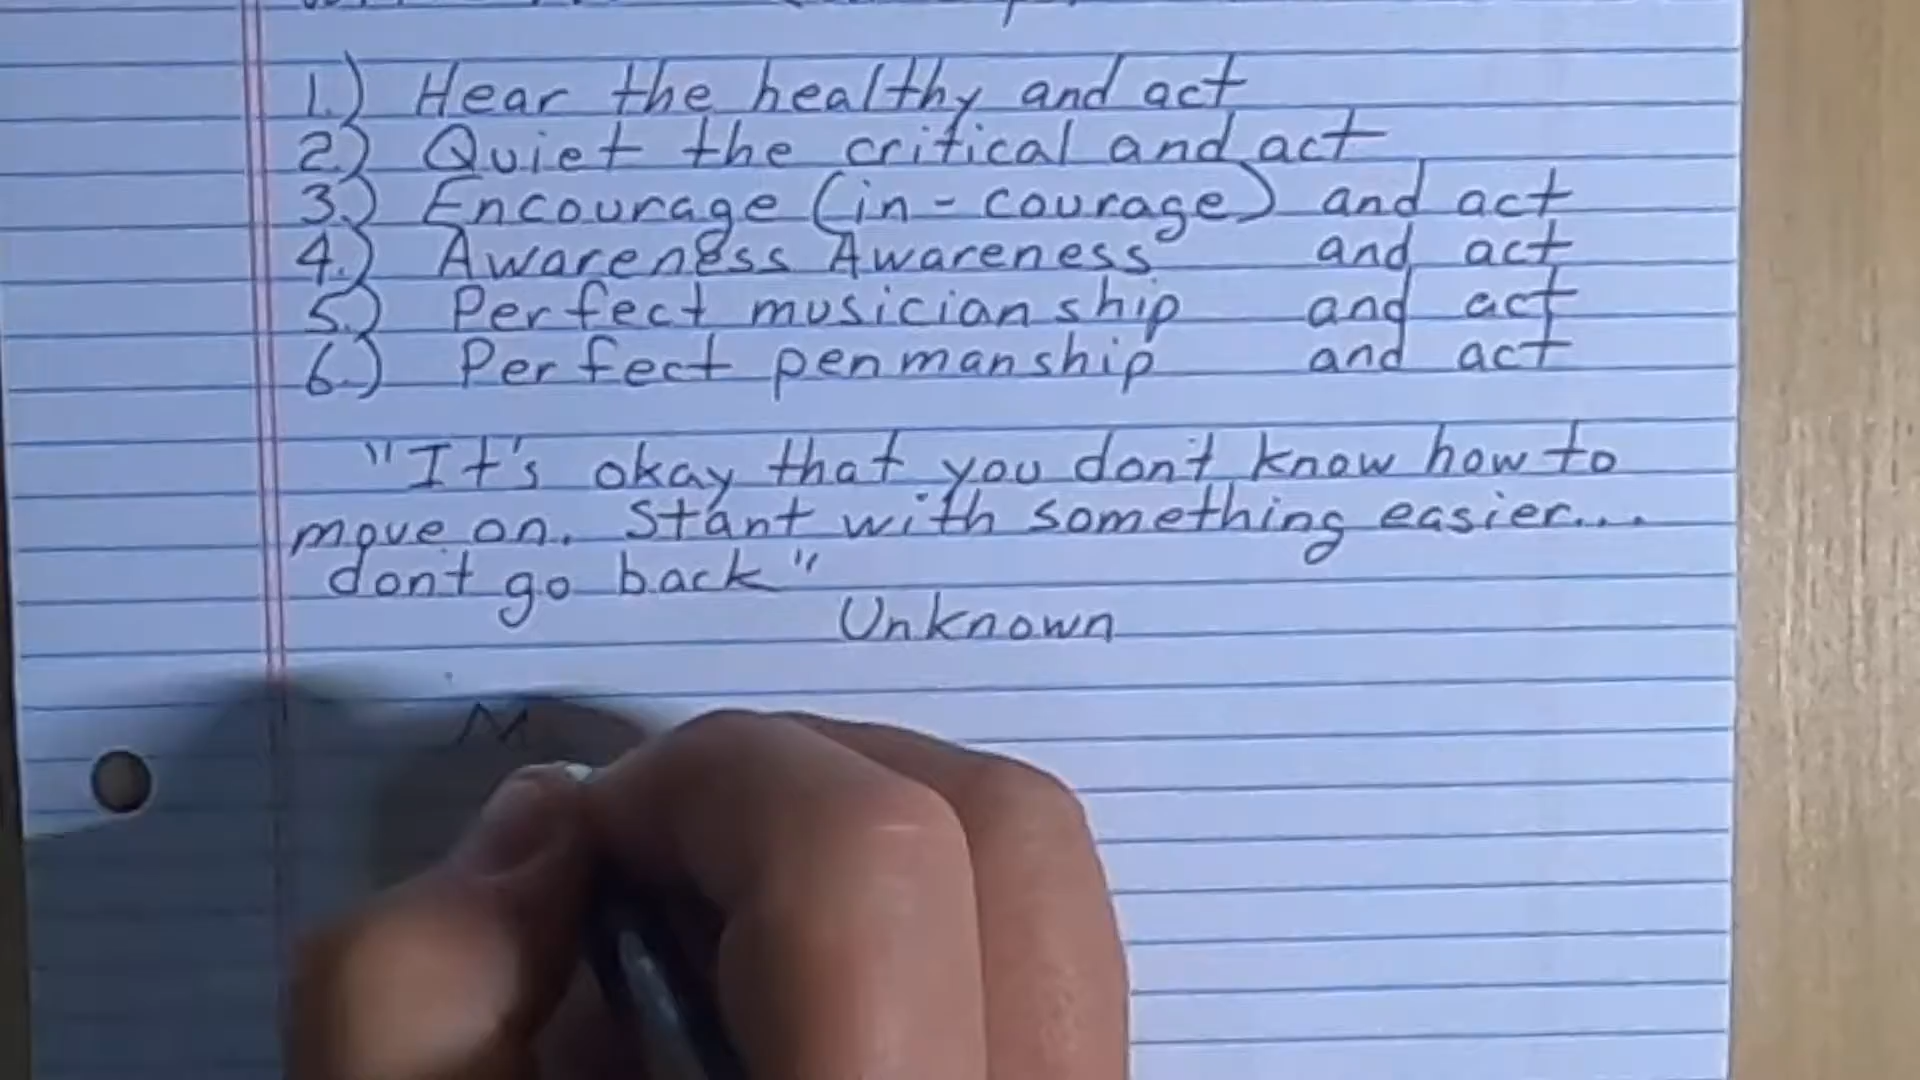 1.) Hear the healthy and act
2.) Quiet the critical and act
3.) Encourage (in-courage) and act
4.) Awareness Awareness and act
5.) Perfect musicianship and act
6.) Perfect penmanship and act
"It's okay that you don't know how to
move on. Start with something easier...
dont go back"
Unknown
N